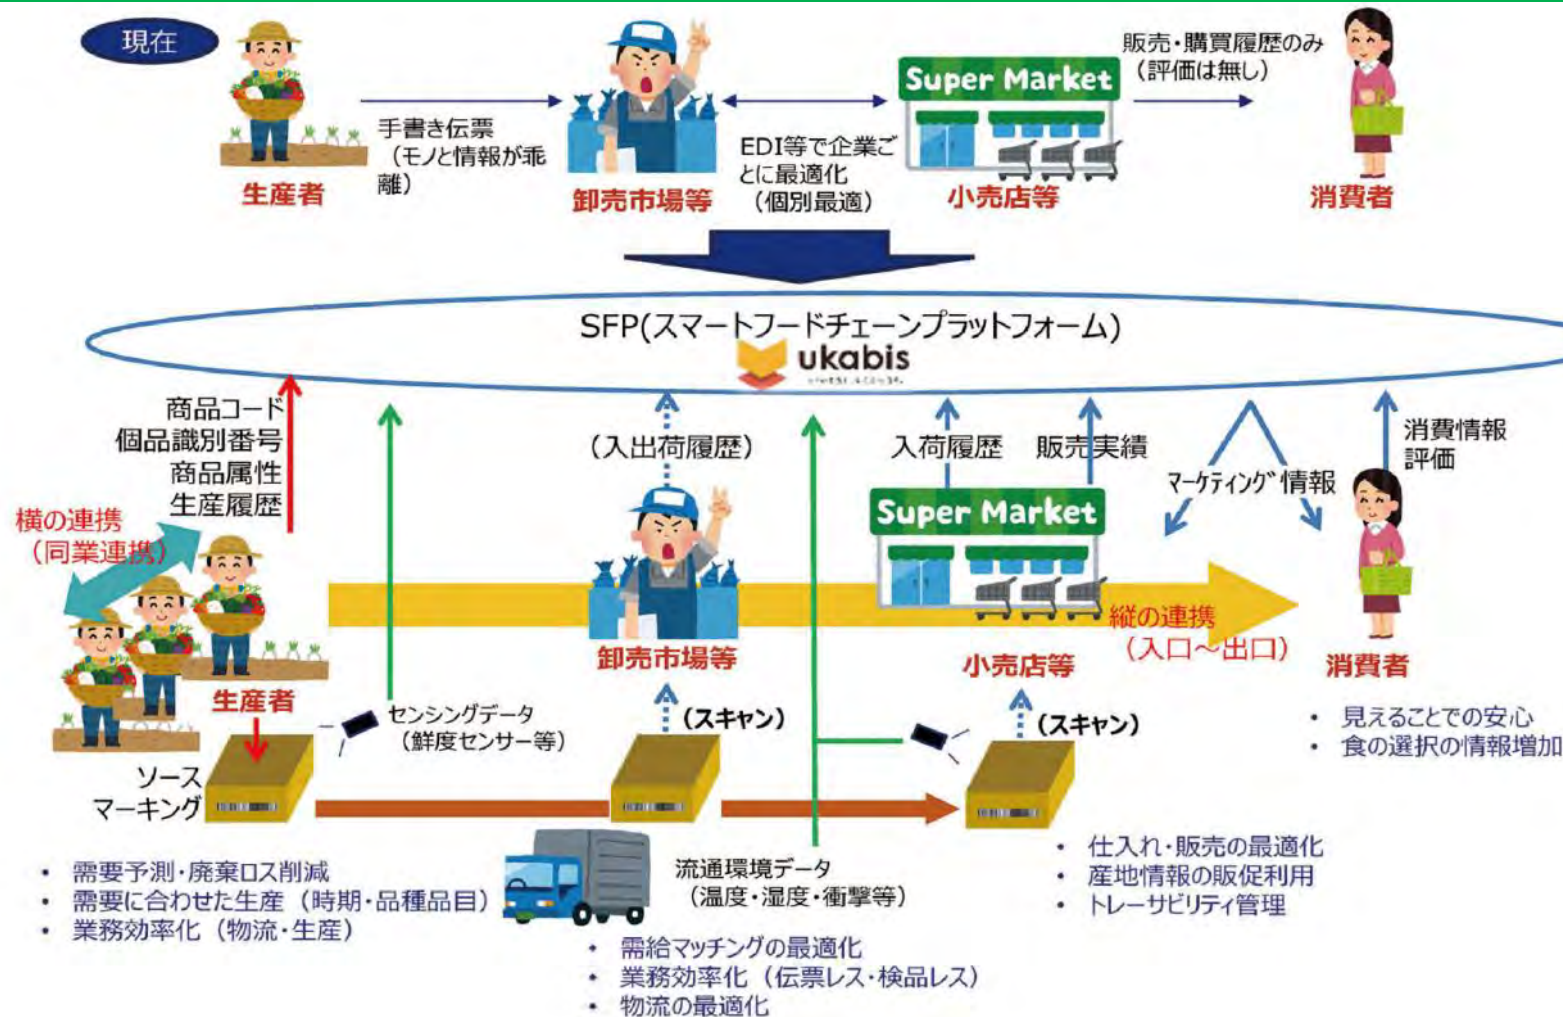 現在
販売・購買履歴のみ
(評価は無し)
Super Market
手書き伝票
(モノと情報が乖
離)
EDI等で企業ご
とに最適化
(個別最適)
生産者
卸売市場等
小売店等
消費者
SFP(スマートフードチェーンプラットフォーム)
ukabis
商品コード
個品識別番号
商品属性
生産履歴
(入出荷履歴)
入荷履歴
販売実績
マーケティング情報
消費情報
評価
横の連携
(同業連携)
Super Market
縦の連携
(入口~出口)
生産者
卸売市場等
小売店等
消費者
センシングデータ
(鮮度センサー等)
(スキャン)
(スキャン)
・ 見えることでの安心
・ 食の選択の情報増加
ソース
マーキング
・ 需要予測・廃棄ロス削減
・ 需要に合わせた生産(時期・品種品目)
・ 業務効率化(物流・生産)
流通環境データ
(温度・湿度・衝撃等)
・ 仕入れ・販売の最適化
・ 産地情報の販促利用
・ トレーサビリティ管理
・ 需給マッチングの最適化
・ 業務効率化(伝票レス・検品レス)
・ 物流の最適化